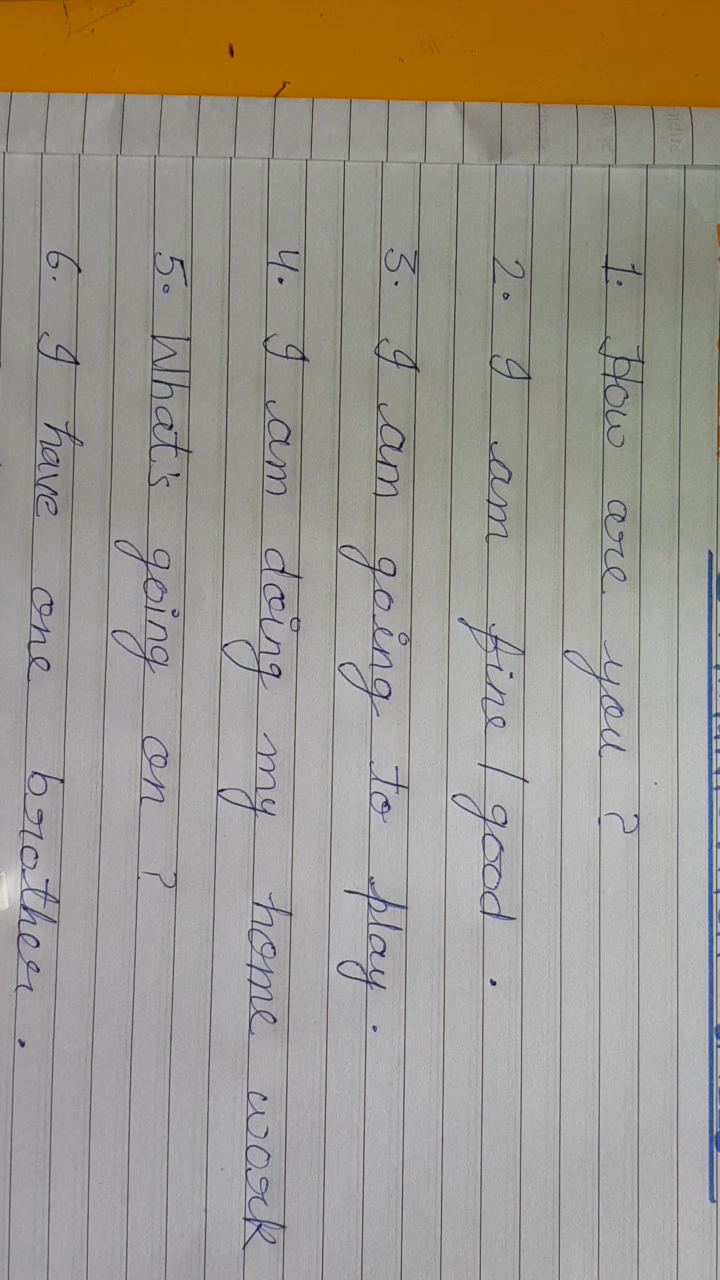 1. How are you ?
2. I am fine / good .
3. I am going to play .
4. I am doing my home work
5. What's going on ?
6. I have one brother .